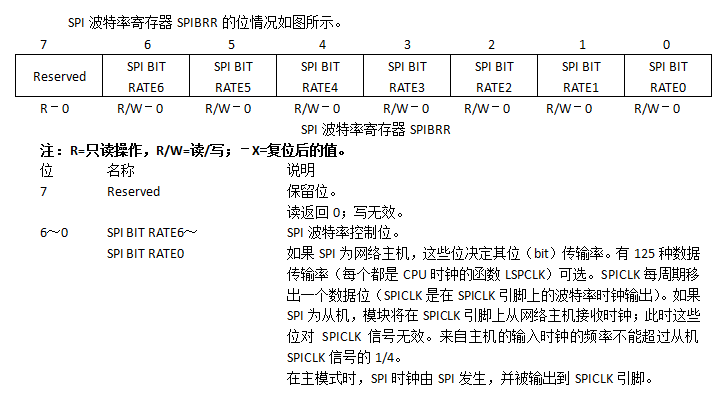 SPI 波特率寄存器 SPIBRR 的位情况如图所示。
7 6 5 4 3 2 1 0
Reserved SPI BIT RATE6 SPI BIT RATE5 SPI BIT RATE4 SPI BIT RATE3 SPI BIT RATE2 SPI BIT RATE1 SPI BIT RATE0
R－0 R/W－0 R/W－0 R/W－0 R/W－0 R/W－0 R/W－0 R/W－0
SPI 波特率寄存器 SPIBRR
注：R=只读操作，R/W=读/写；－X=复位后的值。
位 名称 说明
7 Reserved 保留位。
读返回 0；写无效。
6～0 SPI BIT RATE6～ SPI 波特率控制位。
SPI BIT RATE0 如果 SPI 为网络主机，这些位决定其位（bit）传输率。有 125 种数据
传输率（每个都是 CPU 时钟的函数 LSPCLK）可选。SPICLK 每周期移
出一个数据位（SPICLK 是在 SPICLK 引脚上的波特率时钟输出）。如果
SPI 为从机，模块将在 SPICLK 引脚上从网络主机接收时钟；此时这些
位对 SPICLK 信号无效。来自主机的输入时钟的频率不能超过从机
SPICLK 信号的 1/4。
在主模式时，SPI 时钟由 SPI 发生，并被输出到 SPICLK 引脚。